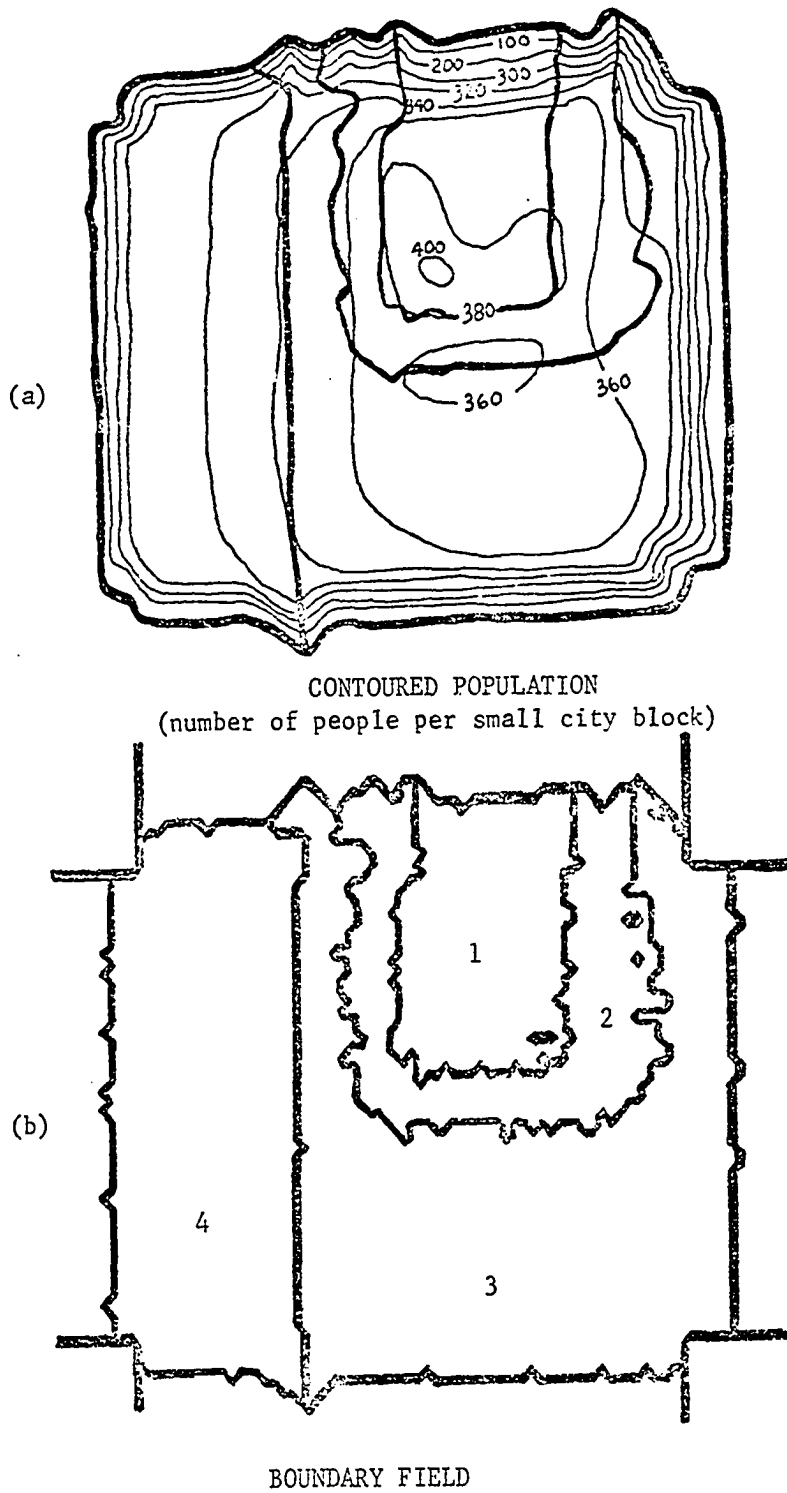 100
200
300
320
340
400
380
360
360
(a)
CONTOURED POPULATION
(number of people per small city block)
1
2
(b)
4
3
BOUNDARY FIELD